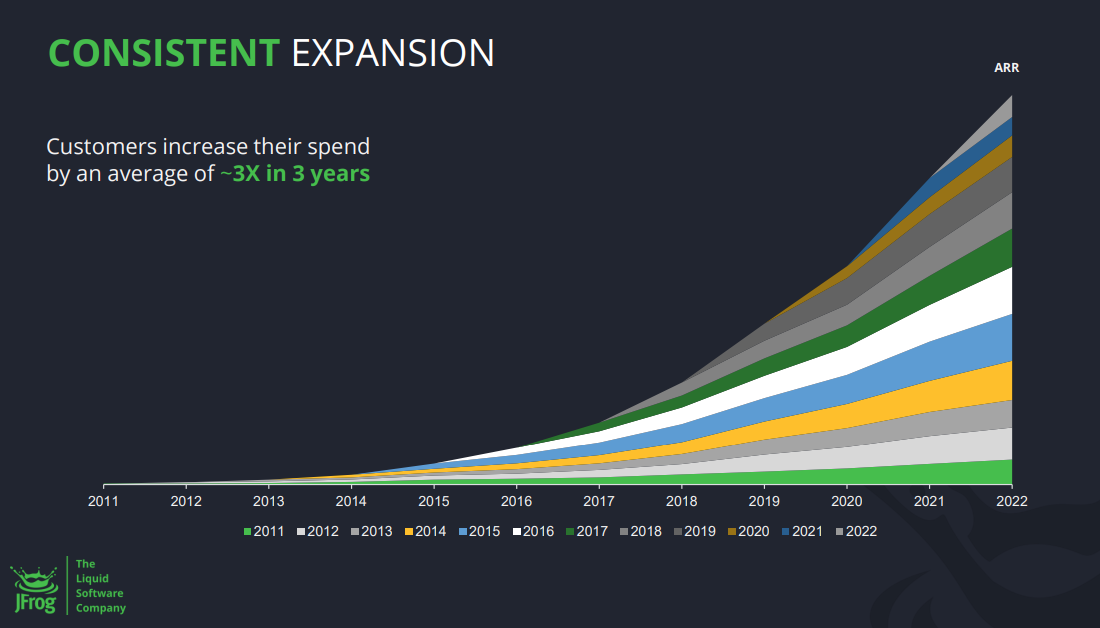 CONSISTENT EXPANSION
ARR
Customers increase their spend
by an average of ~3X in 3 years
2011 2012 2013 2014 2015 2016 2017 2018 2019 2020 2021 2022
2011 2012 2013 2014 2015 2016 2017 2018 2019 2020 2021 2022
JFrog
The
Liquid
Software
Company